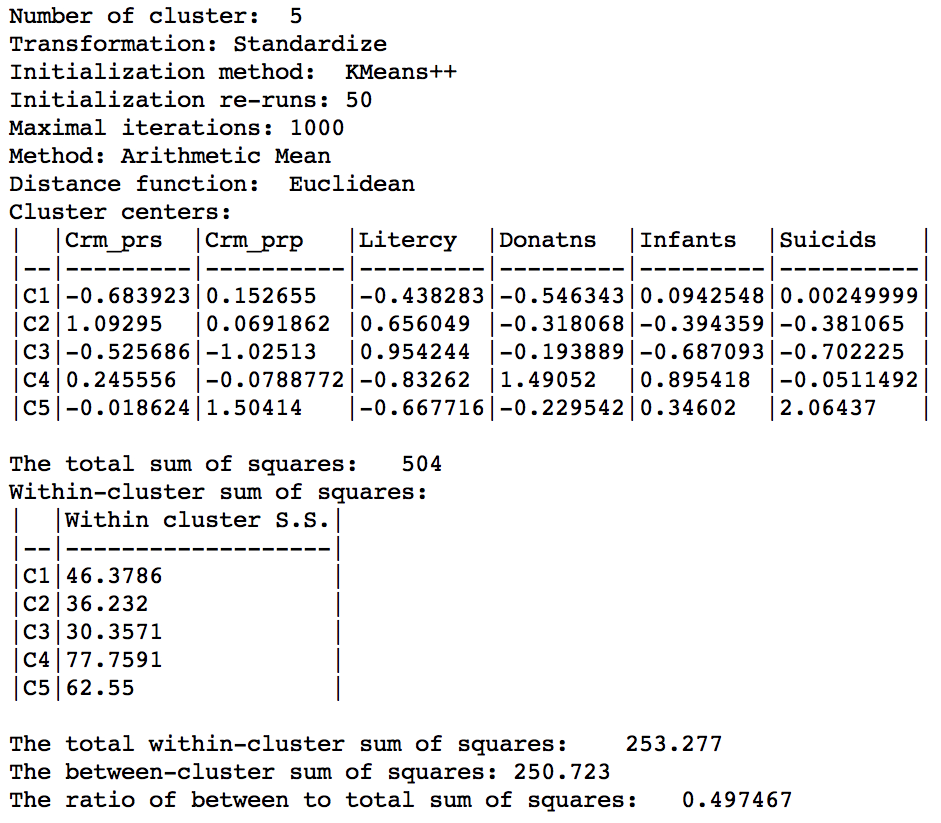 Number of cluster:  5
Transformation: Standardize
Initialization method:  KMeans++
Initialization re-runs: 50
Maximal iterations: 1000
Method: Arithmetic Mean
Distance function:  Euclidean
Cluster centers:
|  |Crm_prs  |Crm_prp   |Litercy  |Donatns  |Infants  |Suicids   |
|--|---------|----------|---------|---------|---------|----------|
|C1|-0.683923|0.152655  |-0.438283|-0.546343|0.0942548|0.00249999|
|C2|1.09295  |0.0691862 |0.656049 |-0.318068|-0.394359|-0.381065 |
|C3|-0.525686|-1.02513  |0.954244 |-0.193889|-0.687093|-0.702225 |
|C4|0.245556 |-0.0788772|-0.83262 |1.49052  |0.895418 |-0.0511492|
|C5|-0.018624|1.50414   |-0.667716|-0.229542|0.34602  |2.06437   |
The total sum of squares:   504
Within-cluster sum of squares:
|  |Within cluster S.S.|
|--|-------------------|
|C1|46.3786            |
|C2|36.232             |
|C3|30.3571            |
|C4|77.7591            |
|C5|62.55              |
The total within-cluster sum of squares:    253.277
The between-cluster sum of squares: 250.723
The ratio of between to total sum of squares:   0.497467